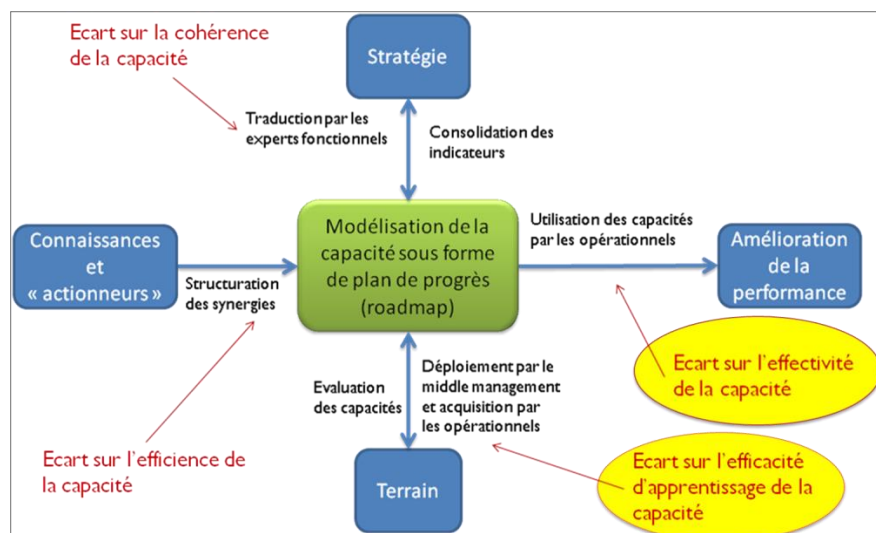 Ecart sur la cohérence
de la capacité
Stratégie
Traduction par les
experts fonctionnels
Consolidation des
indicateurs
Connaissances
et
« actionneurs »
Structuration
des synergies
Modélisation de la
capacité sous forme
de plan de progrès
(roadmap)
Utilisation des capacités
par les opérationnels
Amélioration
de la
performance
Ecart sur l'effectivité
de la capacité
Evaluation
des capacités
Déploiement par le
middle management
et acquisition par
les opérationnels
Ecart sur l'efficience de
la capacité
Terrain
Ecart sur l'efficacité
d'apprentissage de la
capacité